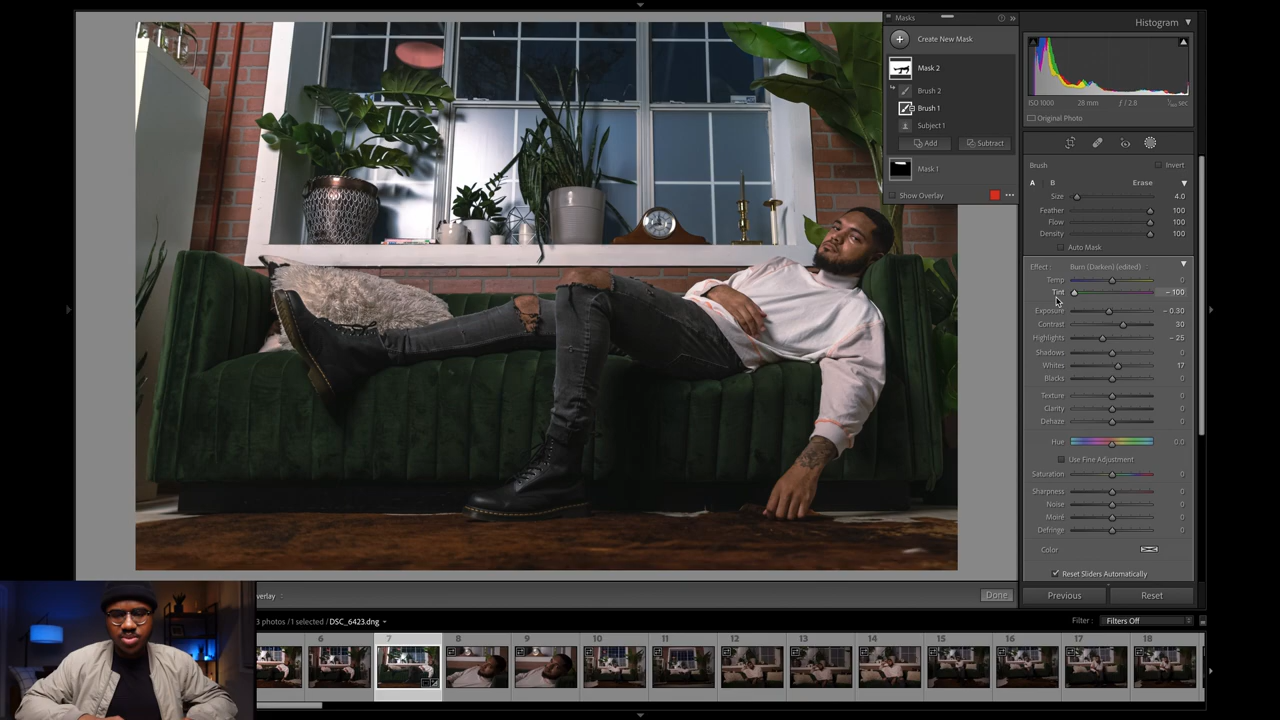 Masks
Create New Mask
Mask 2
Brush 2
Brush 1
Subject 1
Add
Subtract
Mask 1
Show Overlay
Histogram
ISO 1000 28 mm ƒ / 2.8 sec
Original Photo
Brush
Invert
A B Erase
Size 4.0
Feather 100
Flow 100
Density 100
Auto Mask
Effect : Burn (Darken) (edited)
Temp 0
Tint – 100
Exposure – 0.30
Contrast 30
Highlights – 25
Shadows 0
Whites 17
Blacks 0
Texture 0
Clarity 0
Dehaze 0
Hue 0.0
Use Fine Adjustment
Saturation 0
Sharpness 0
Noise 0
Moiré 0
Defringe 0
Color
Reset Sliders Automatically
Previous Reset
verlay :
Done
3 photos / 1 selected / DSC_6423.dng
Filter : Filters Off
6 7 8 9 10 11 12 13 14 15 16 17 18